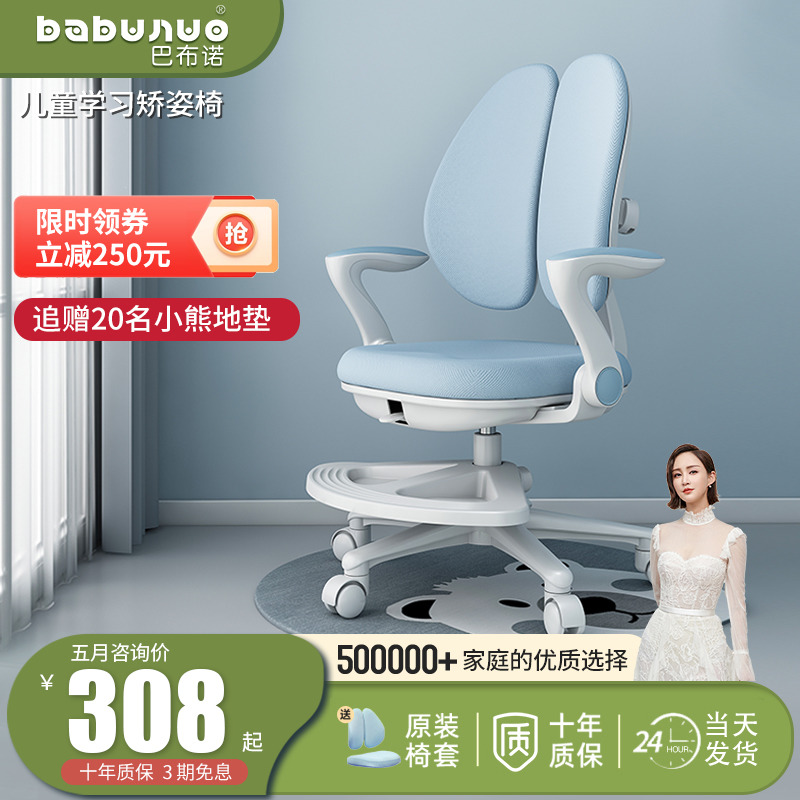 babunuo
巴布诺
儿童学习矫姿椅
限时领券
立减250元
抢
追赠20名小熊地垫
500000+ 家庭的优质选择
五月咨询价
¥308起
十年质保 3期免息
送
原装
椅套
质
十年
质保
24 HOUR
当天
发货